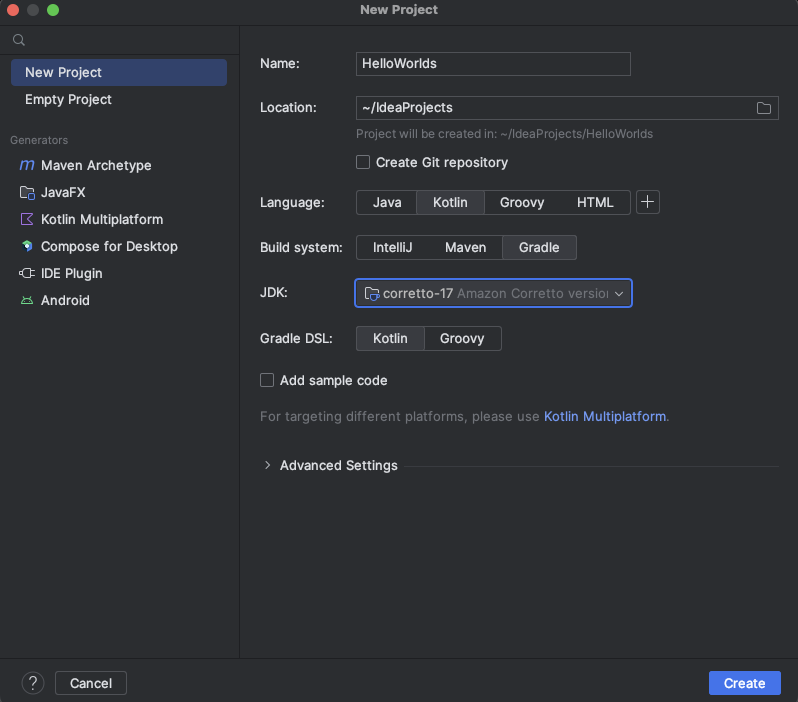 New Project
New Project
Empty Project
Generators
Maven Archetype
JavaFX
Kotlin Multiplatform
Compose for Desktop
IDE Plugin
Android
Name: HelloWorlds
Location: ~/IdeaProjects
Project will be created in: ~/IdeaProjects/HelloWorlds
Create Git repository
Language: Java Kotlin Groovy HTML +
Build system: IntelliJ Maven Gradle
JDK: corretto-17 Amazon Corretto version
Gradle DSL: Kotlin Groovy
Add sample code
For targeting different platforms, please use Kotlin Multiplatform.
Advanced Settings
? Cancel Create